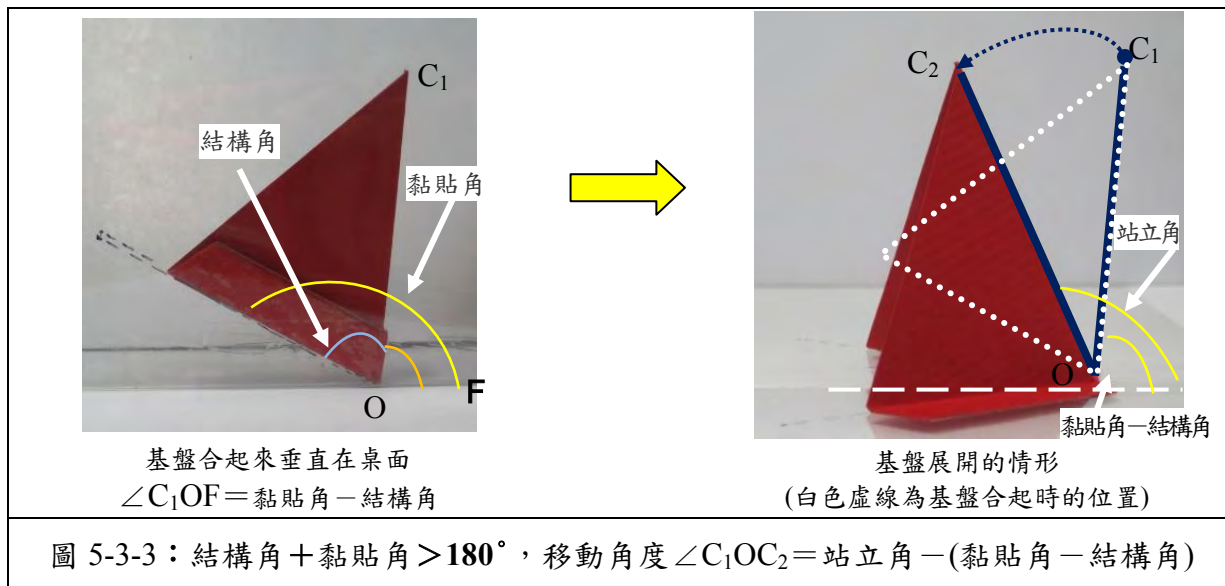 C₁
結構角
黏貼角
F
O
C₂
C₁
站立角
O
黏貼角－結構角
基盤合起來垂直在桌面
∠C₁OF＝黏貼角－結構角
基盤展開的情形
(白色虛線為基盤合起時的位置)
圖 5-3-3：結構角＋黏貼角＞180°，移動角度∠C₁OC₂＝站立角－(黏貼角－結構角)